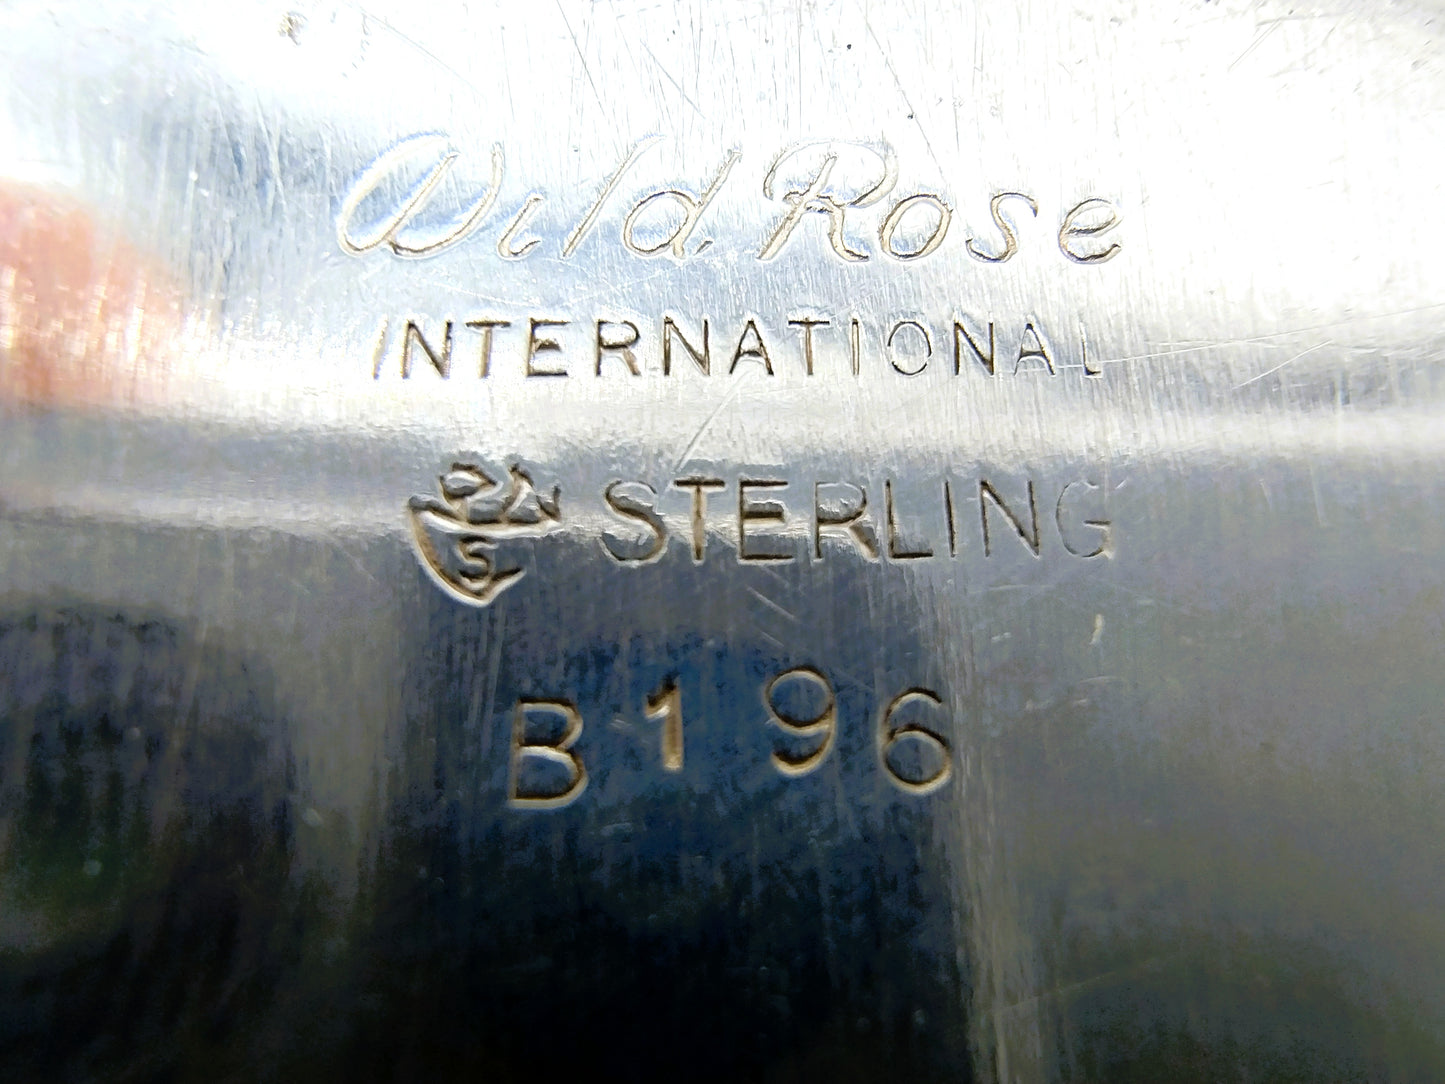 Wild Rose
INTERNATIONAL
S STERLING
B196